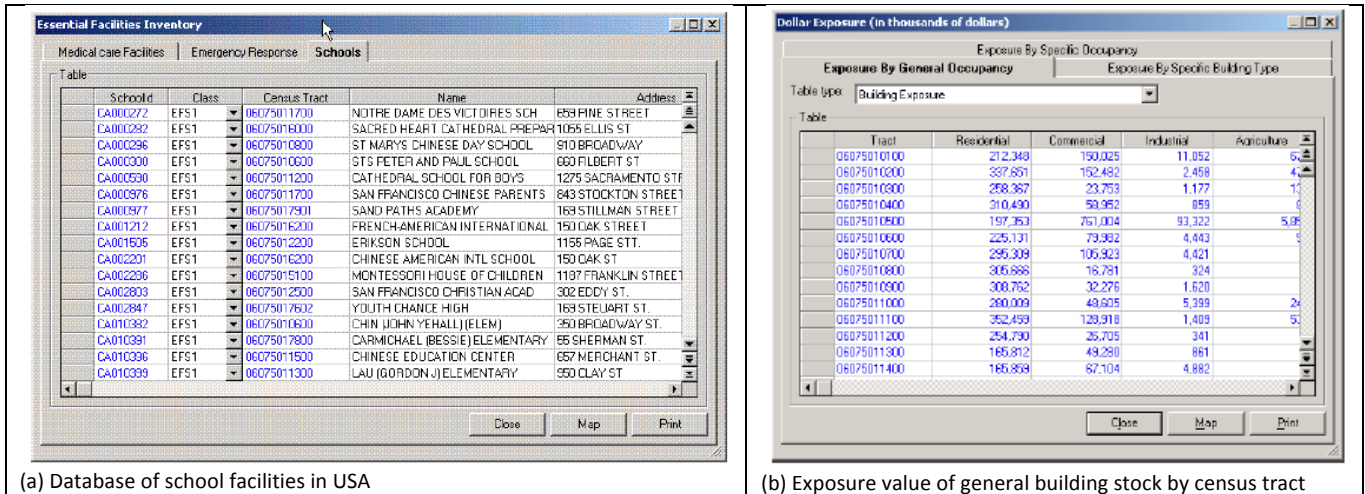 Essential Facilities Inventory
Medical care Facilities Emergency Response Schools
Table
SchoolId Class Census Tract Name Address
CA000272 EFS1 06075011700 NOTRE DAME DES VICTOIRES SCH 659 PINE STREET
CA000282 EFS1 06075016000 SACRED HEART CATHEDRAL PREPAR 1055 ELLIS ST
CA000296 EFS1 06075010800 ST MARYS CHINESE DAY SCHOOL 910 BROADWAY
CA000300 EFS1 06075010600 STS PETER AND PAUL SCHOOL 660 FILBERT ST
CA000590 EFS1 06075011200 CATHEDRAL SCHOOL FOR BOYS 1275 SACRAMENTO STR
CA000976 EFS1 06075011700 SAN FRANCISCO CHINESE PARENTS 843 STOCKTON STREET
CA000977 EFS1 06075017901 SAND PATHS ACADEMY 169 STILLMAN STREET
CA001212 EFS1 06075016200 FRENCH-AMERICAN INTERNATIONAL 150 OAK STREET
CA001505 EFS1 06075012200 ERIKSON SCHOOL 1155 PAGE STT.
CA002201 EFS1 06075016200 CHINESE AMERICAN INTL SCHOOL 150 OAK ST
CA002286 EFS1 06075015100 MONTESSORI HOUSE OF CHILDREN 1187 FRANKLIN STREET
CA002803 EFS1 06075012500 SAN FRANCISCO CHRISTIAN ACAD 302 EDDY ST.
CA002847 EFS1 06075017602 YOUTH CHANCE HIGH 169 STEUART ST.
CA010382 EFS1 06075010600 CHIN (JOHN YEHALL) (ELEM) 350 BROADWAY ST.
CA010391 EFS1 06075017800 CARMICHAEL (BESSIE) ELEMENTARY 55 SHERMAN ST.
CA010396 EFS1 06075011500 CHINESE EDUCATION CENTER 657 MERCHANT ST.
CA010399 EFS1 06075011300 LAU (GORDON J) ELEMENTARY 950 CLAY ST
Close Map Print
(a) Database of school facilities in USA
Dollar Exposure (in thousands of dollars)
Exposure By Specific Occupancy
Exposure By General Occupancy Exposure By Specific Building Type
Table type: Building Exposure
Table
Tract Residential Commercial Industrial Agriculture
06075010100 212,348 150,025 11,052
06075010200 337,651 152,482 2,458
06075010300 258,367 23,753 1,177
06075010400 310,490 58,952 859
06075010500 197,353 761,004 93,322
06075010600 225,131 79,982 4,443
06075010700 295,309 105,923 4,421
06075010800 305,666 16,781 324
06075010900 308,762 32,276 1,620
06075011000 280,009 48,605 5,399
06075011100 352,459 128,918 1,409
06075011200 254,790 25,705 341
06075011300 165,812 49,280 861
06075011400 165,859 67,104 4,882
Close Map Print
(b) Exposure value of general building stock by census tract